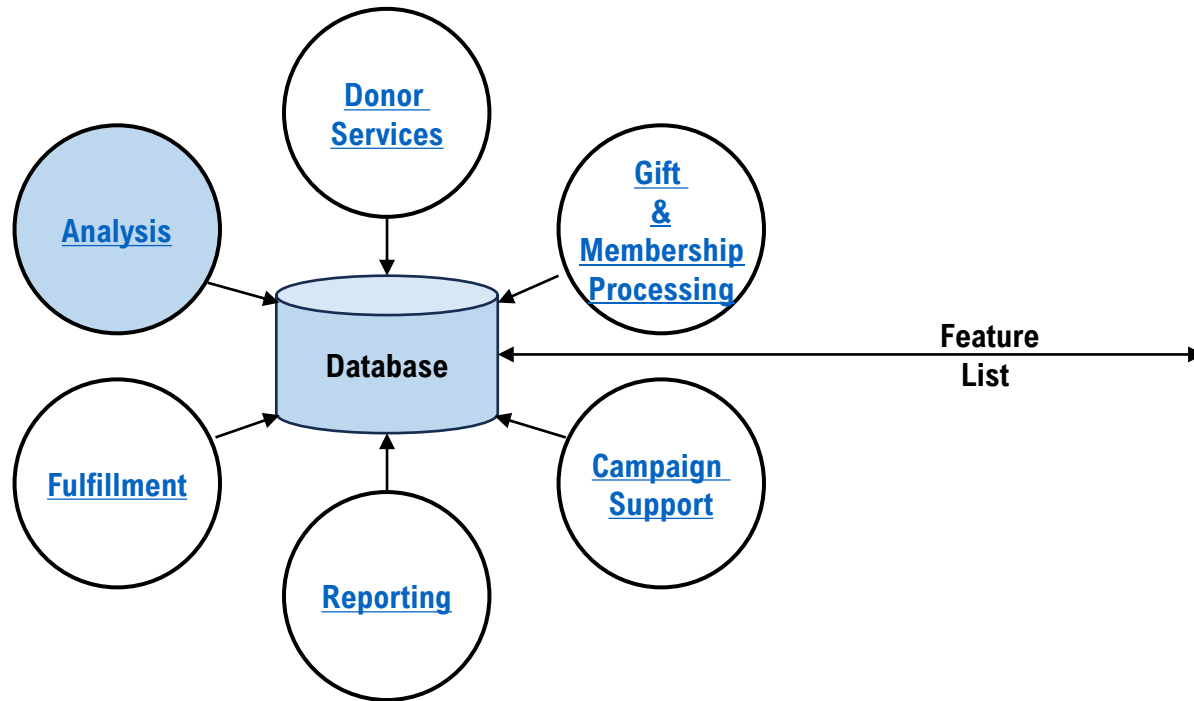 Donor
Services
Gift
&
Membership
Processing
Analysis
Database
Feature
List
Fulfillment
Campaign
Support
Reporting